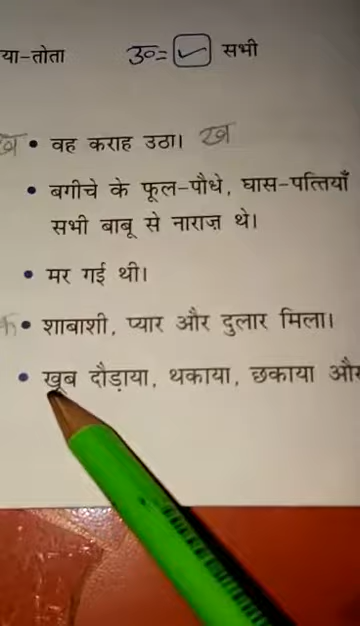 या-तोता उ०= ✓ सभी
ख • वह कराह उठा। ख
• बगीचे के फूल-पौधे, घास-पत्तियाँ
सभी बाबू से नाराज़ थे।
• मर गई थी।
क • शाबाशी, प्यार और दुलार मिला।
• खूब दौड़ाया, थकाया, छकाया और